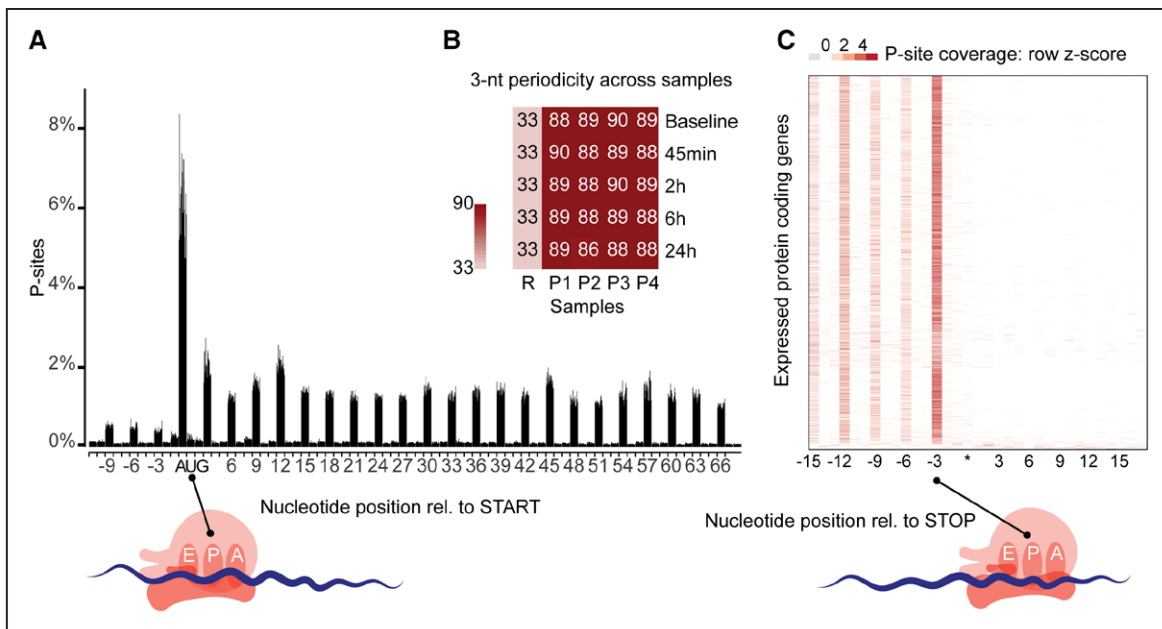 A
8%
6%
4%
2%
0%
P-sites
-9 -6 -3 AUG 6 9 12 15 18 21 24 27 30 33 36 39 42 45 48 51 54 57 60 63 66
Nucleotide position rel. to START
E P A
B
3-nt periodicity across samples
33 88 89 90 89 Baseline
33 90 88 89 88 45min
33 89 88 90 89 2h
33 89 88 89 88 6h
33 89 86 88 88 24h
90
33
R P1 P2 P3 P4
Samples
C
0 2 4
P-site coverage: row z-score
Expressed protein coding genes
-15 -12 -9 -6 -3 * 3 6 9 12 15
Nucleotide position rel. to STOP
E P A